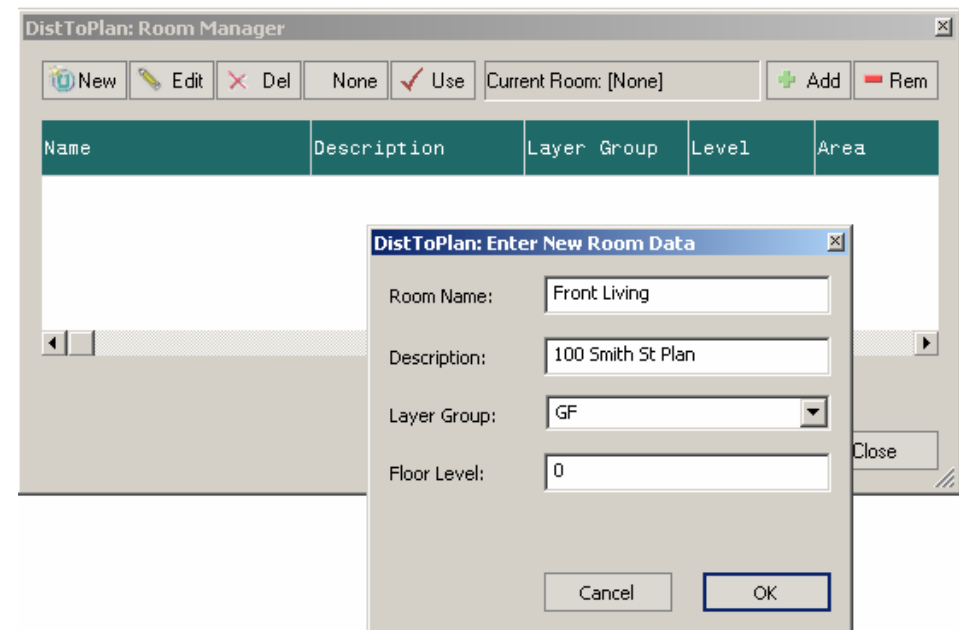 DistToPlan: Room Manager
New Edit Del None Use Current Room: [None] Add Rem
Name Description Layer Group Level Area
DistToPlan: Enter New Room Data
Room Name: Front Living
Description: 100 Smith St Plan
Layer Group: GF
Close
Floor Level: 0
Cancel OK